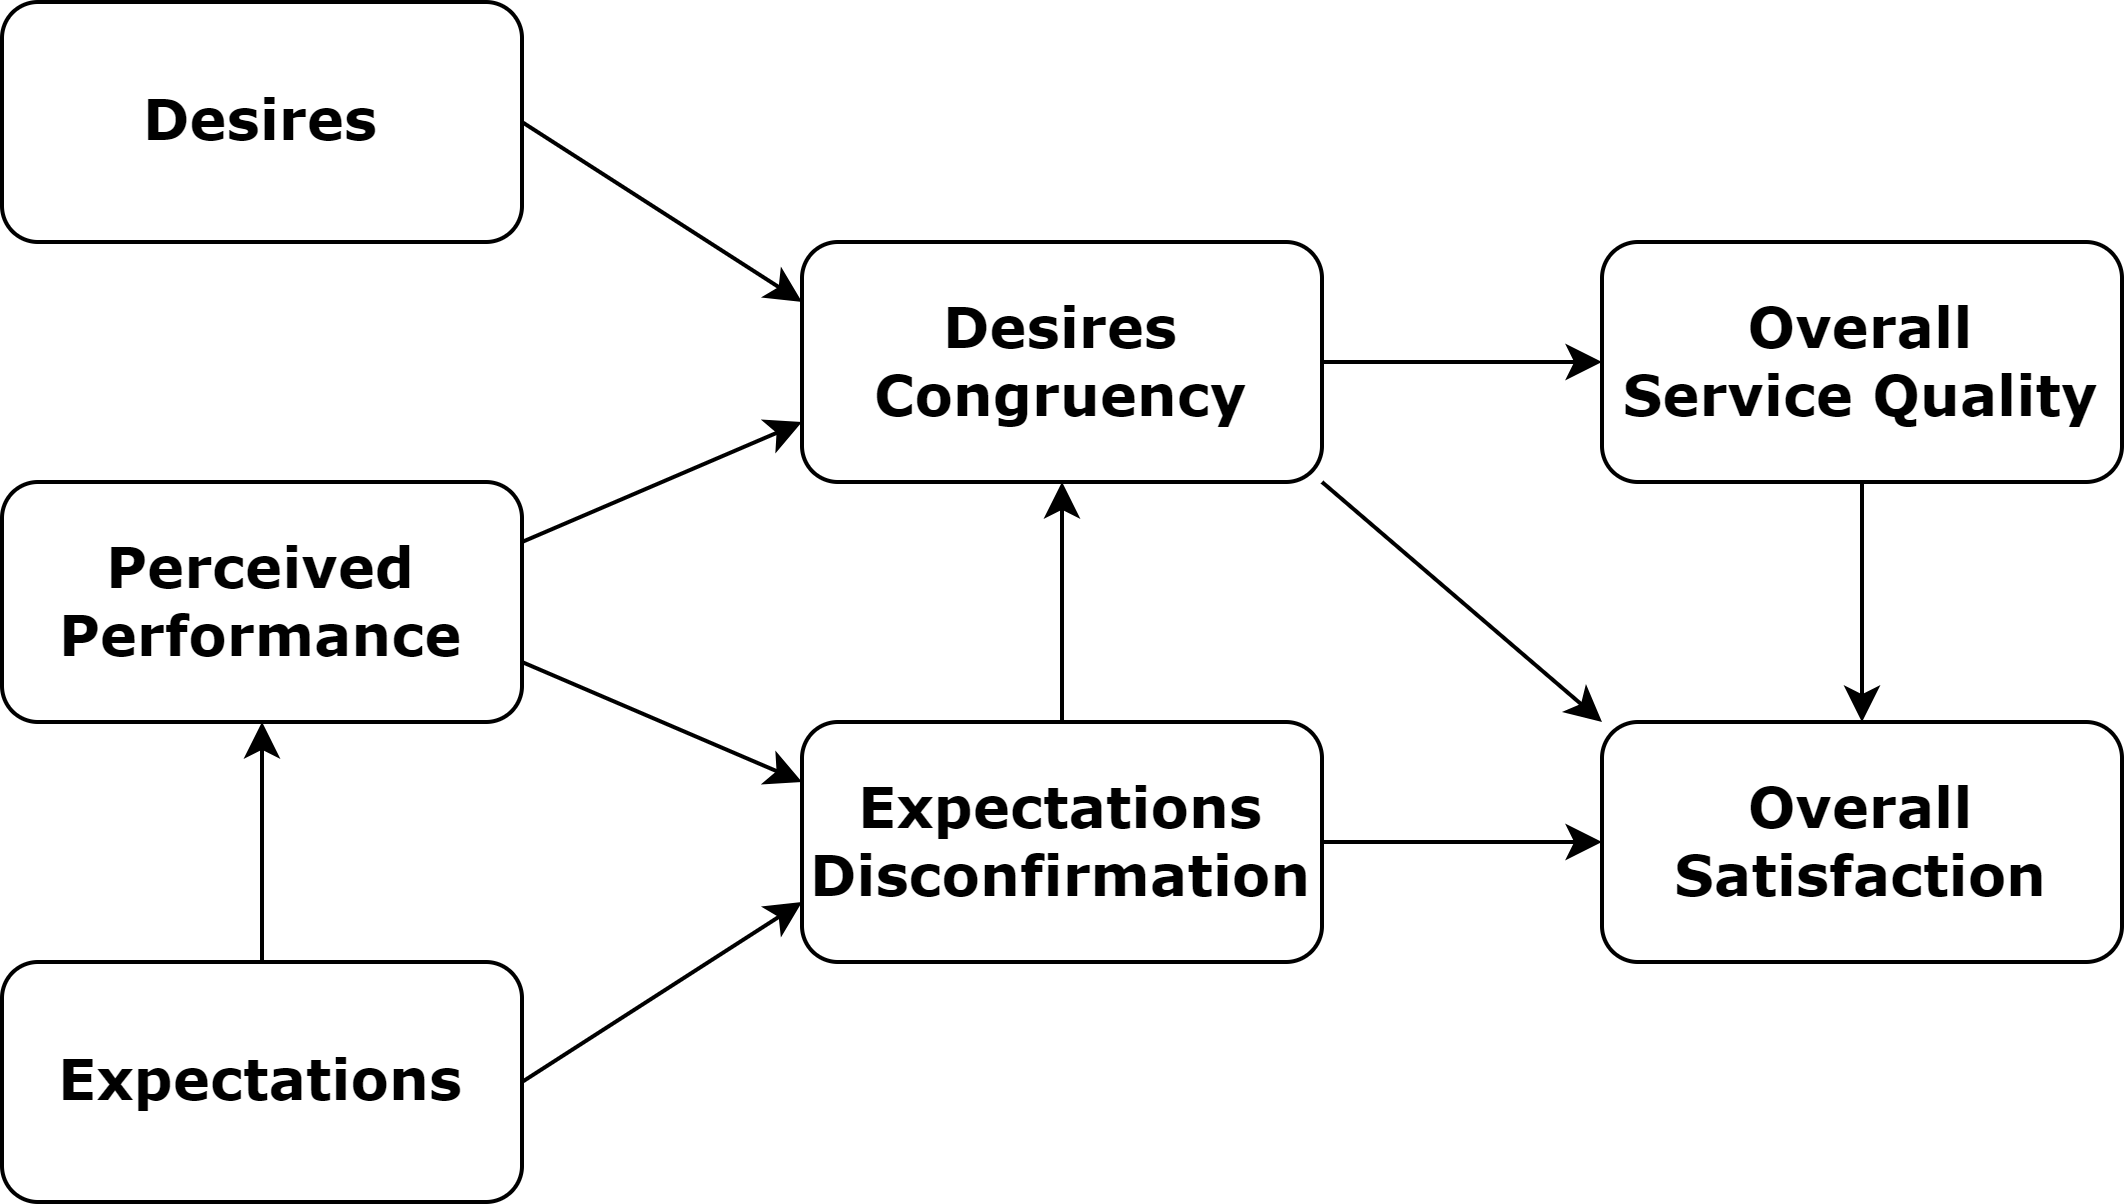 Desires
Desires
Congruency
Overall
Service Quality
Perceived
Performance
Expectations
Disconfirmation
Overall
Satisfaction
Expectations